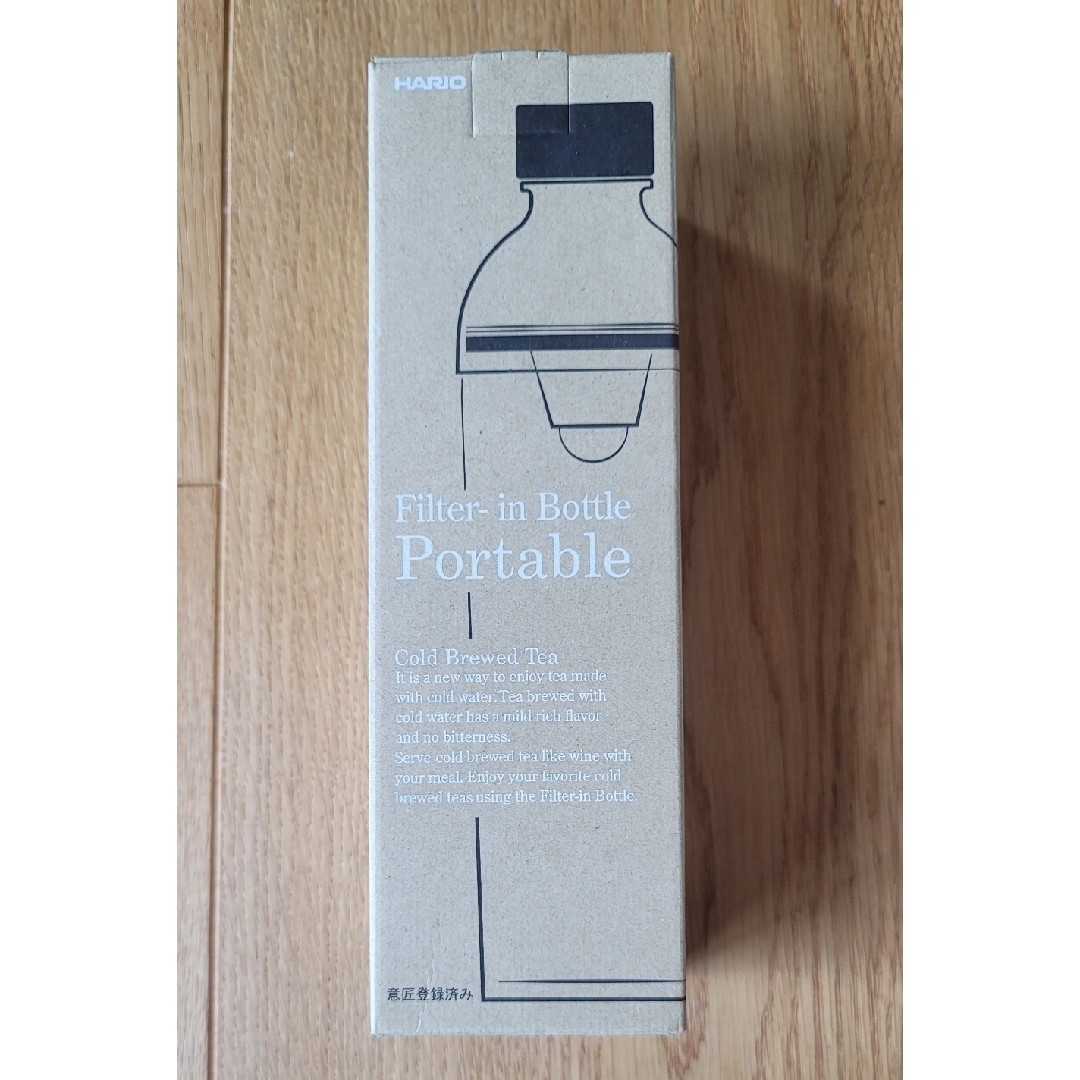 HARIO
Filter- in Bottle
Portable
Cold Brewed Tea
It is a new way to enjoy tea made
with cold water. Tea brewed with
cold water has a mild rich flavor
and no bitterness.
Serve cold brewed tea like wine with
your meal. Enjoy your favorite cold
brewed teas using the Filter-in Bottle.
意匠登録済み